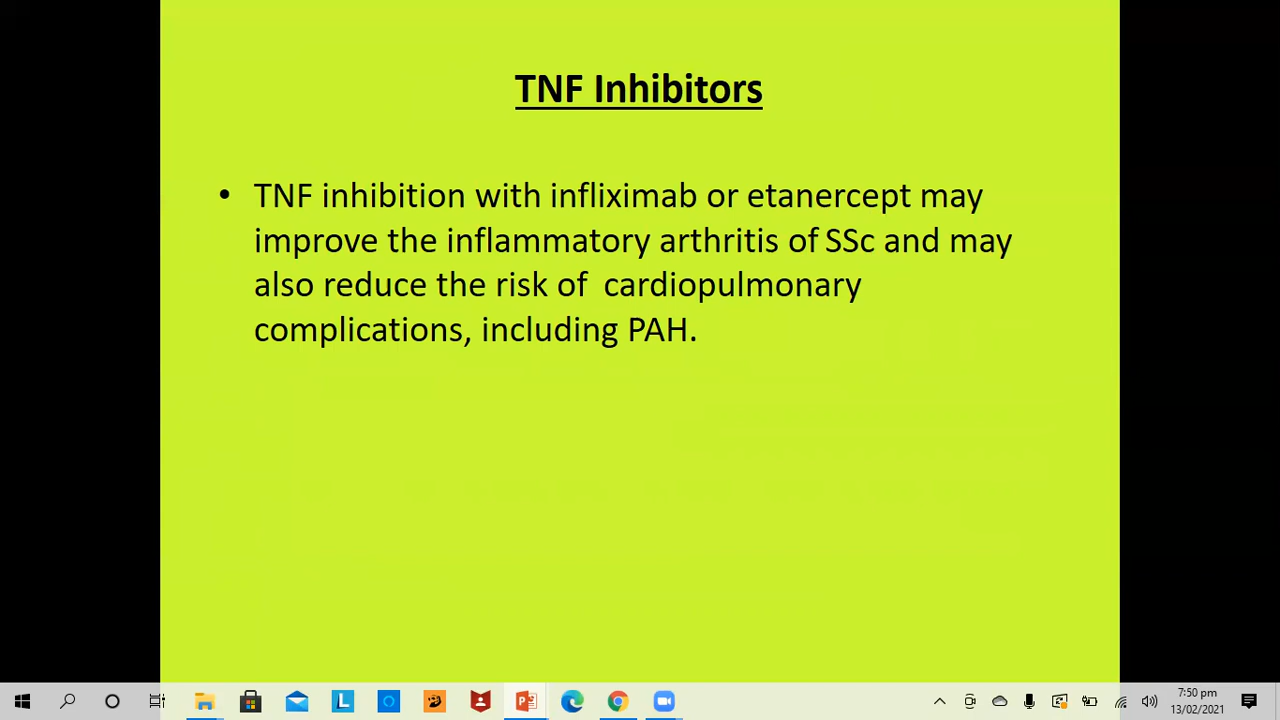 TNF Inhibitors
• TNF inhibition with infliximab or etanercept may
improve the inflammatory arthritis of SSc and may
also reduce the risk of  cardiopulmonary
complications, including PAH.
7:50 pm
13/02/2021